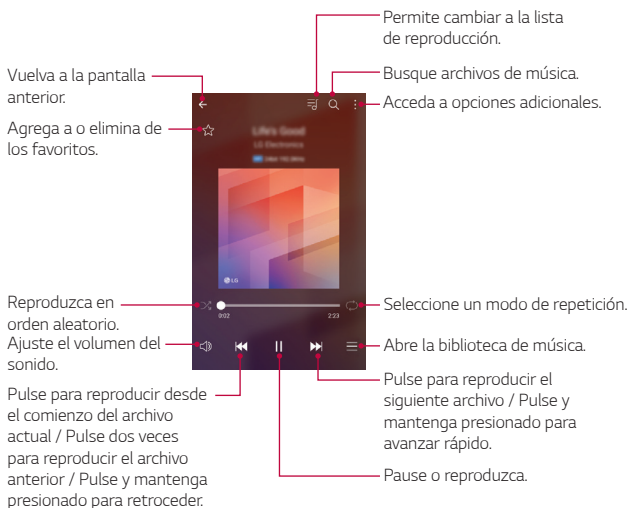 Permite cambiar a la lista
de reproducción.
Busque archivos de música.
Acceda a opciones adicionales.
Vuelva a la pantalla
anterior.
Agrega a o elimina de
los favoritos.
Life's Good
LG Electronics
LG
0:02
2:23
Reproduzca en
orden aleatorio.
Ajuste el volumen del
sonido.
Pulse para reproducir desde
el comienzo del archivo
actual / Pulse dos veces
para reproducir el archivo
anterior / Pulse y mantenga
presionado para retroceder.
Seleccione un modo de repetición.
Abre la biblioteca de música.
Pulse para reproducir el
siguiente archivo / Pulse y
mantenga presionado para
avanzar rápido.
Pause o reproduzca.